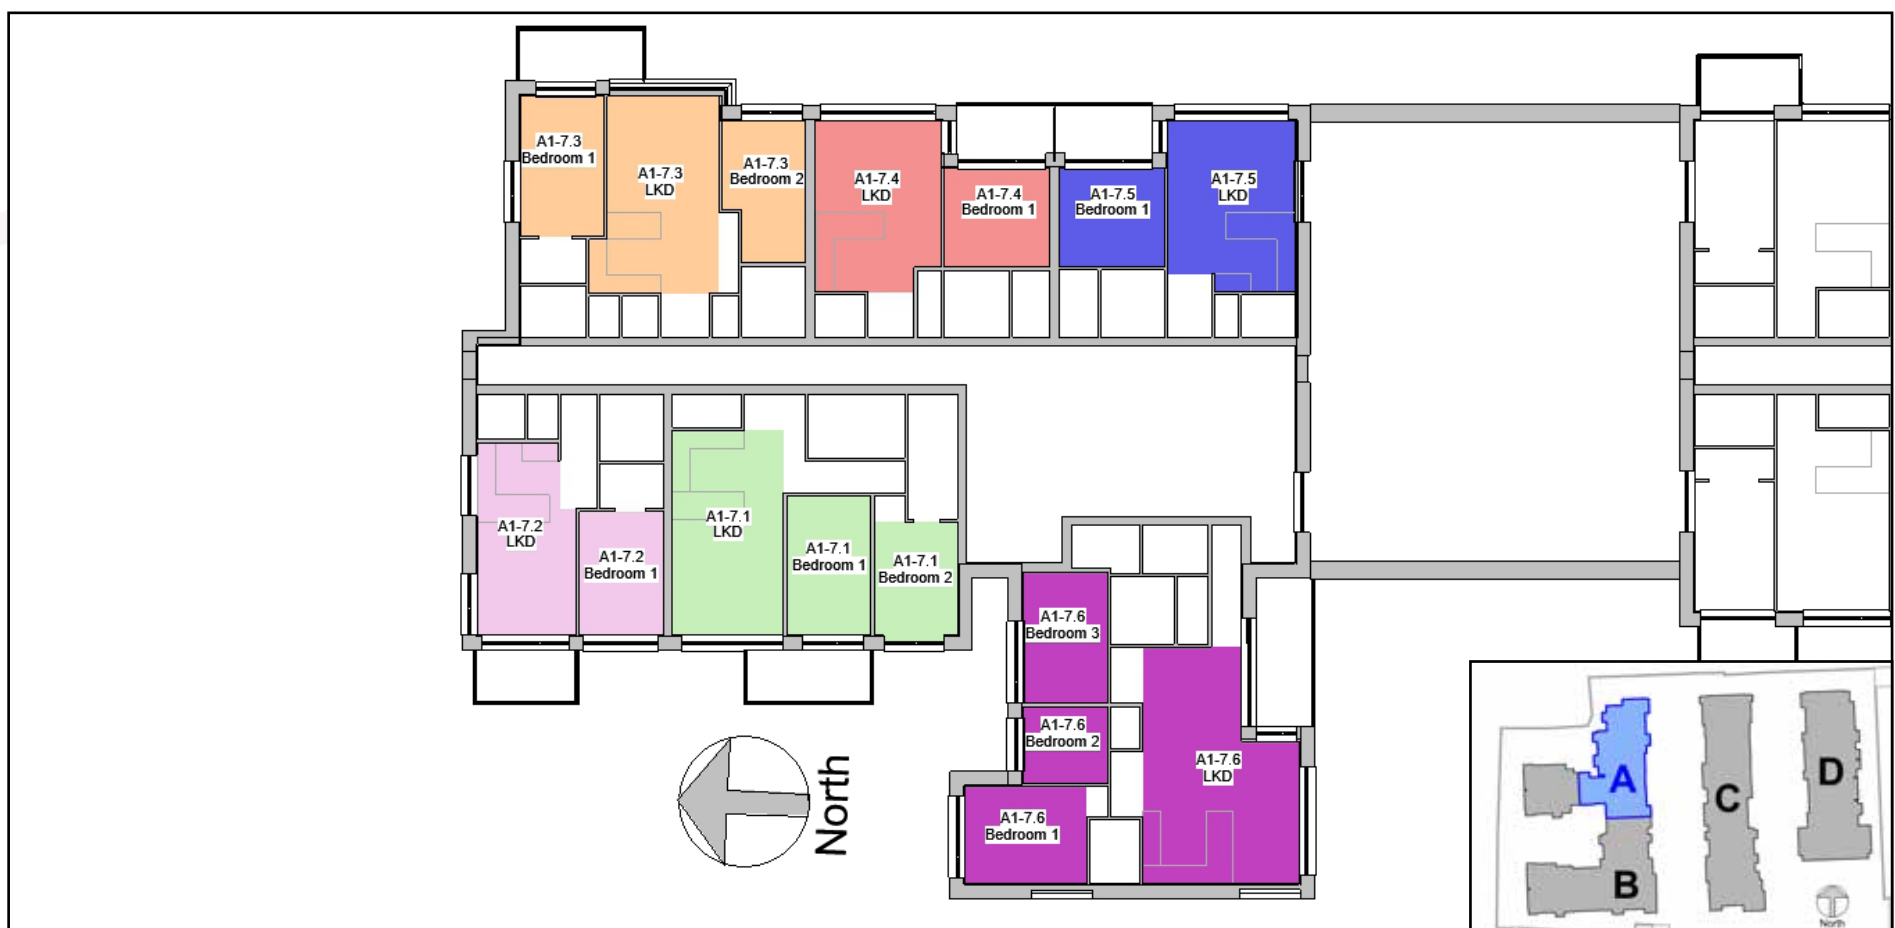 A1-7.3
Bedroom 1
A1-7.3
LKD
A1-7.3
Bedroom 2
A1-7.4
LKD
A1-7.4
Bedroom 1
A1-7.5
Bedroom 1
A1-7.5
LKD
A1-7.2
LKD
A1-7.2
Bedroom 1
A1-7.1
LKD
A1-7.1
Bedroom 1
A1-7.1
Bedroom 2
A1-7.6
Bedroom 3
A1-7.6
Bedroom 2
A1-7.6
LKD
A1-7.6
Bedroom 1
North
A
B
C
D
North